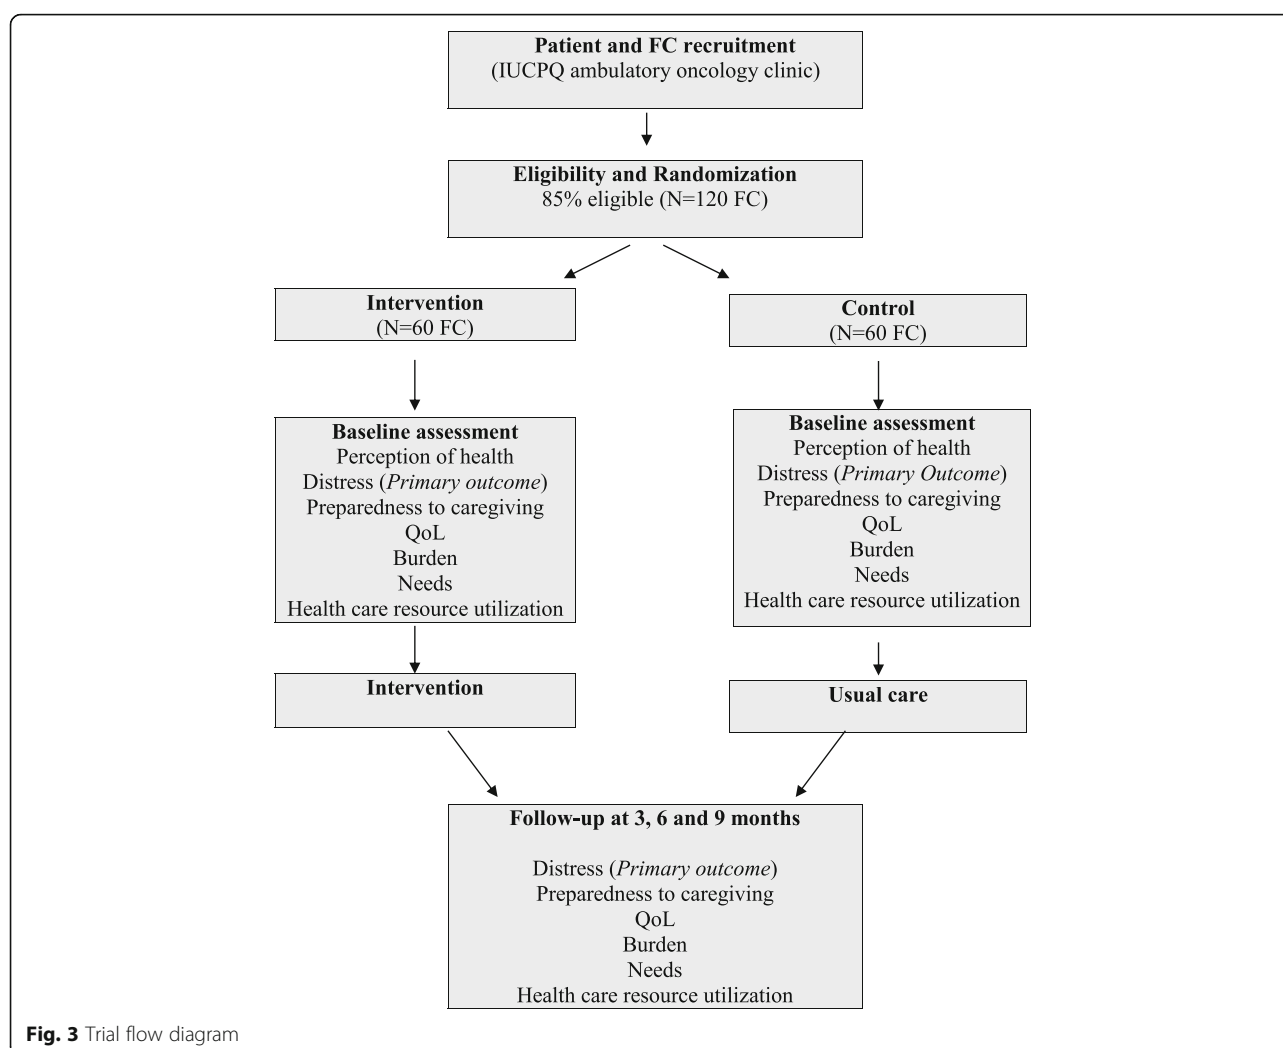 Patient and FC recruitment
(IUCPQ ambulatory oncology clinic)
Eligibility and Randomization
85% eligible (N=120 FC)
Intervention
(N=60 FC)
Control
(N=60 FC)
Baseline assessment
Perception of health
Distress (Primary outcome)
Preparedness to caregiving
QoL
Burden
Needs
Health care resource utilization
Baseline assessment
Perception of health
Distress (Primary Outcome)
Preparedness to caregiving
QoL
Burden
Needs
Health care resource utilization
Intervention
Usual care
Follow-up at 3, 6 and 9 months
Distress (Primary outcome)
Preparedness to caregiving
QoL
Burden
Needs
Health care resource utilization
Fig. 3 Trial flow diagram